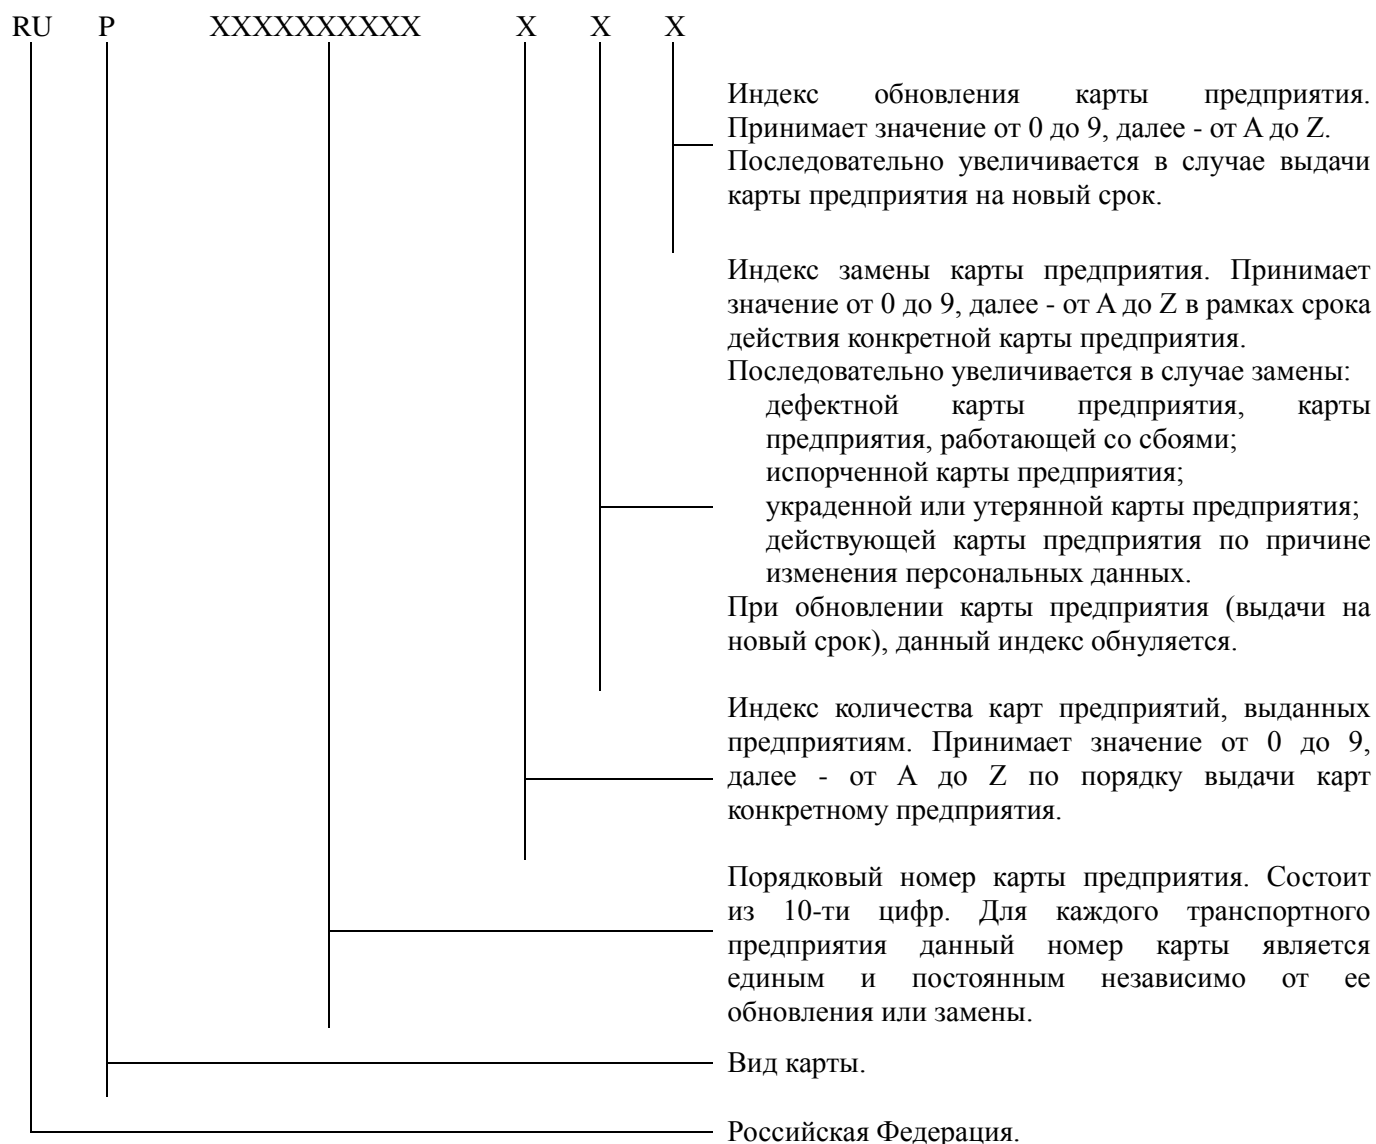 RU P XXXXXXXXXX X X X
Индекс обновления карты предприятия.
Принимает значение от 0 до 9, далее - от A до Z.
Последовательно увеличивается в случае выдачи
карты предприятия на новый срок.
Индекс замены карты предприятия. Принимает
значение от 0 до 9, далее - от A до Z в рамках срока
действия конкретной карты предприятия.
Последовательно увеличивается в случае замены:
дефектной карты предприятия, карты
предприятия, работающей со сбоями;
испорченной карты предприятия;
украденной или утерянной карты предприятия;
действующей карты предприятия по причине
изменения персональных данных.
При обновлении карты предприятия (выдачи на
новый срок), данный индекс обнуляется.
Индекс количества карт предприятий, выданных
предприятиям. Принимает значение от 0 до 9,
далее - от A до Z по порядку выдачи карт
конкретному предприятия.
Порядковый номер карты предприятия. Состоит
из 10-ти цифр. Для каждого транспортного
предприятия данный номер карты является
единым и постоянным независимо от ее
обновления или замены.
Вид карты.
Российская Федерация.